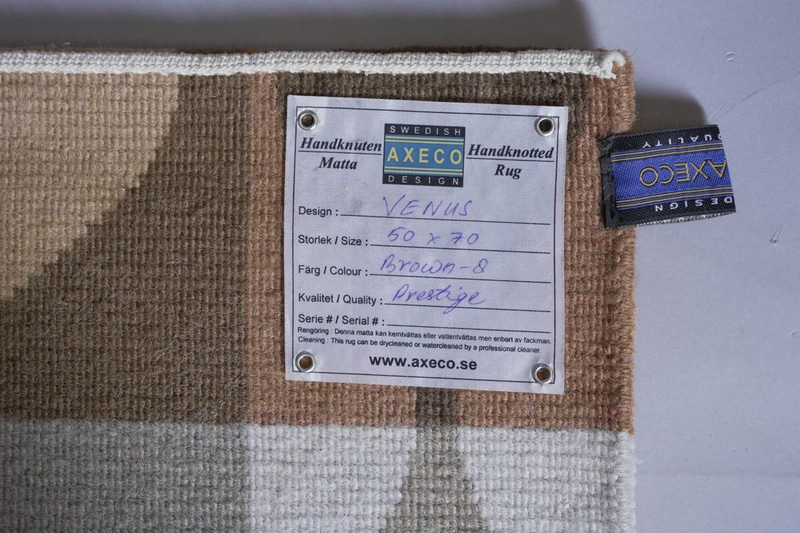 SWEDISH
Handknuten AXECO Handknotted
Matta DESIGN Rug
Design : VENUS
Storlek / Size : 50 x 70
Färg / Colour : Brown-8
Kvalitet / Quality : Prestige
Serie # / Serial # :
Rengöring : Denna matta kan kemtvättas eller vattentvättas men enbart av fackman.
Cleaning : This rug can be drycleaned or watercleaned by a professional cleaner.
www.axeco.se
DESIGN
AXECO
QUALITY